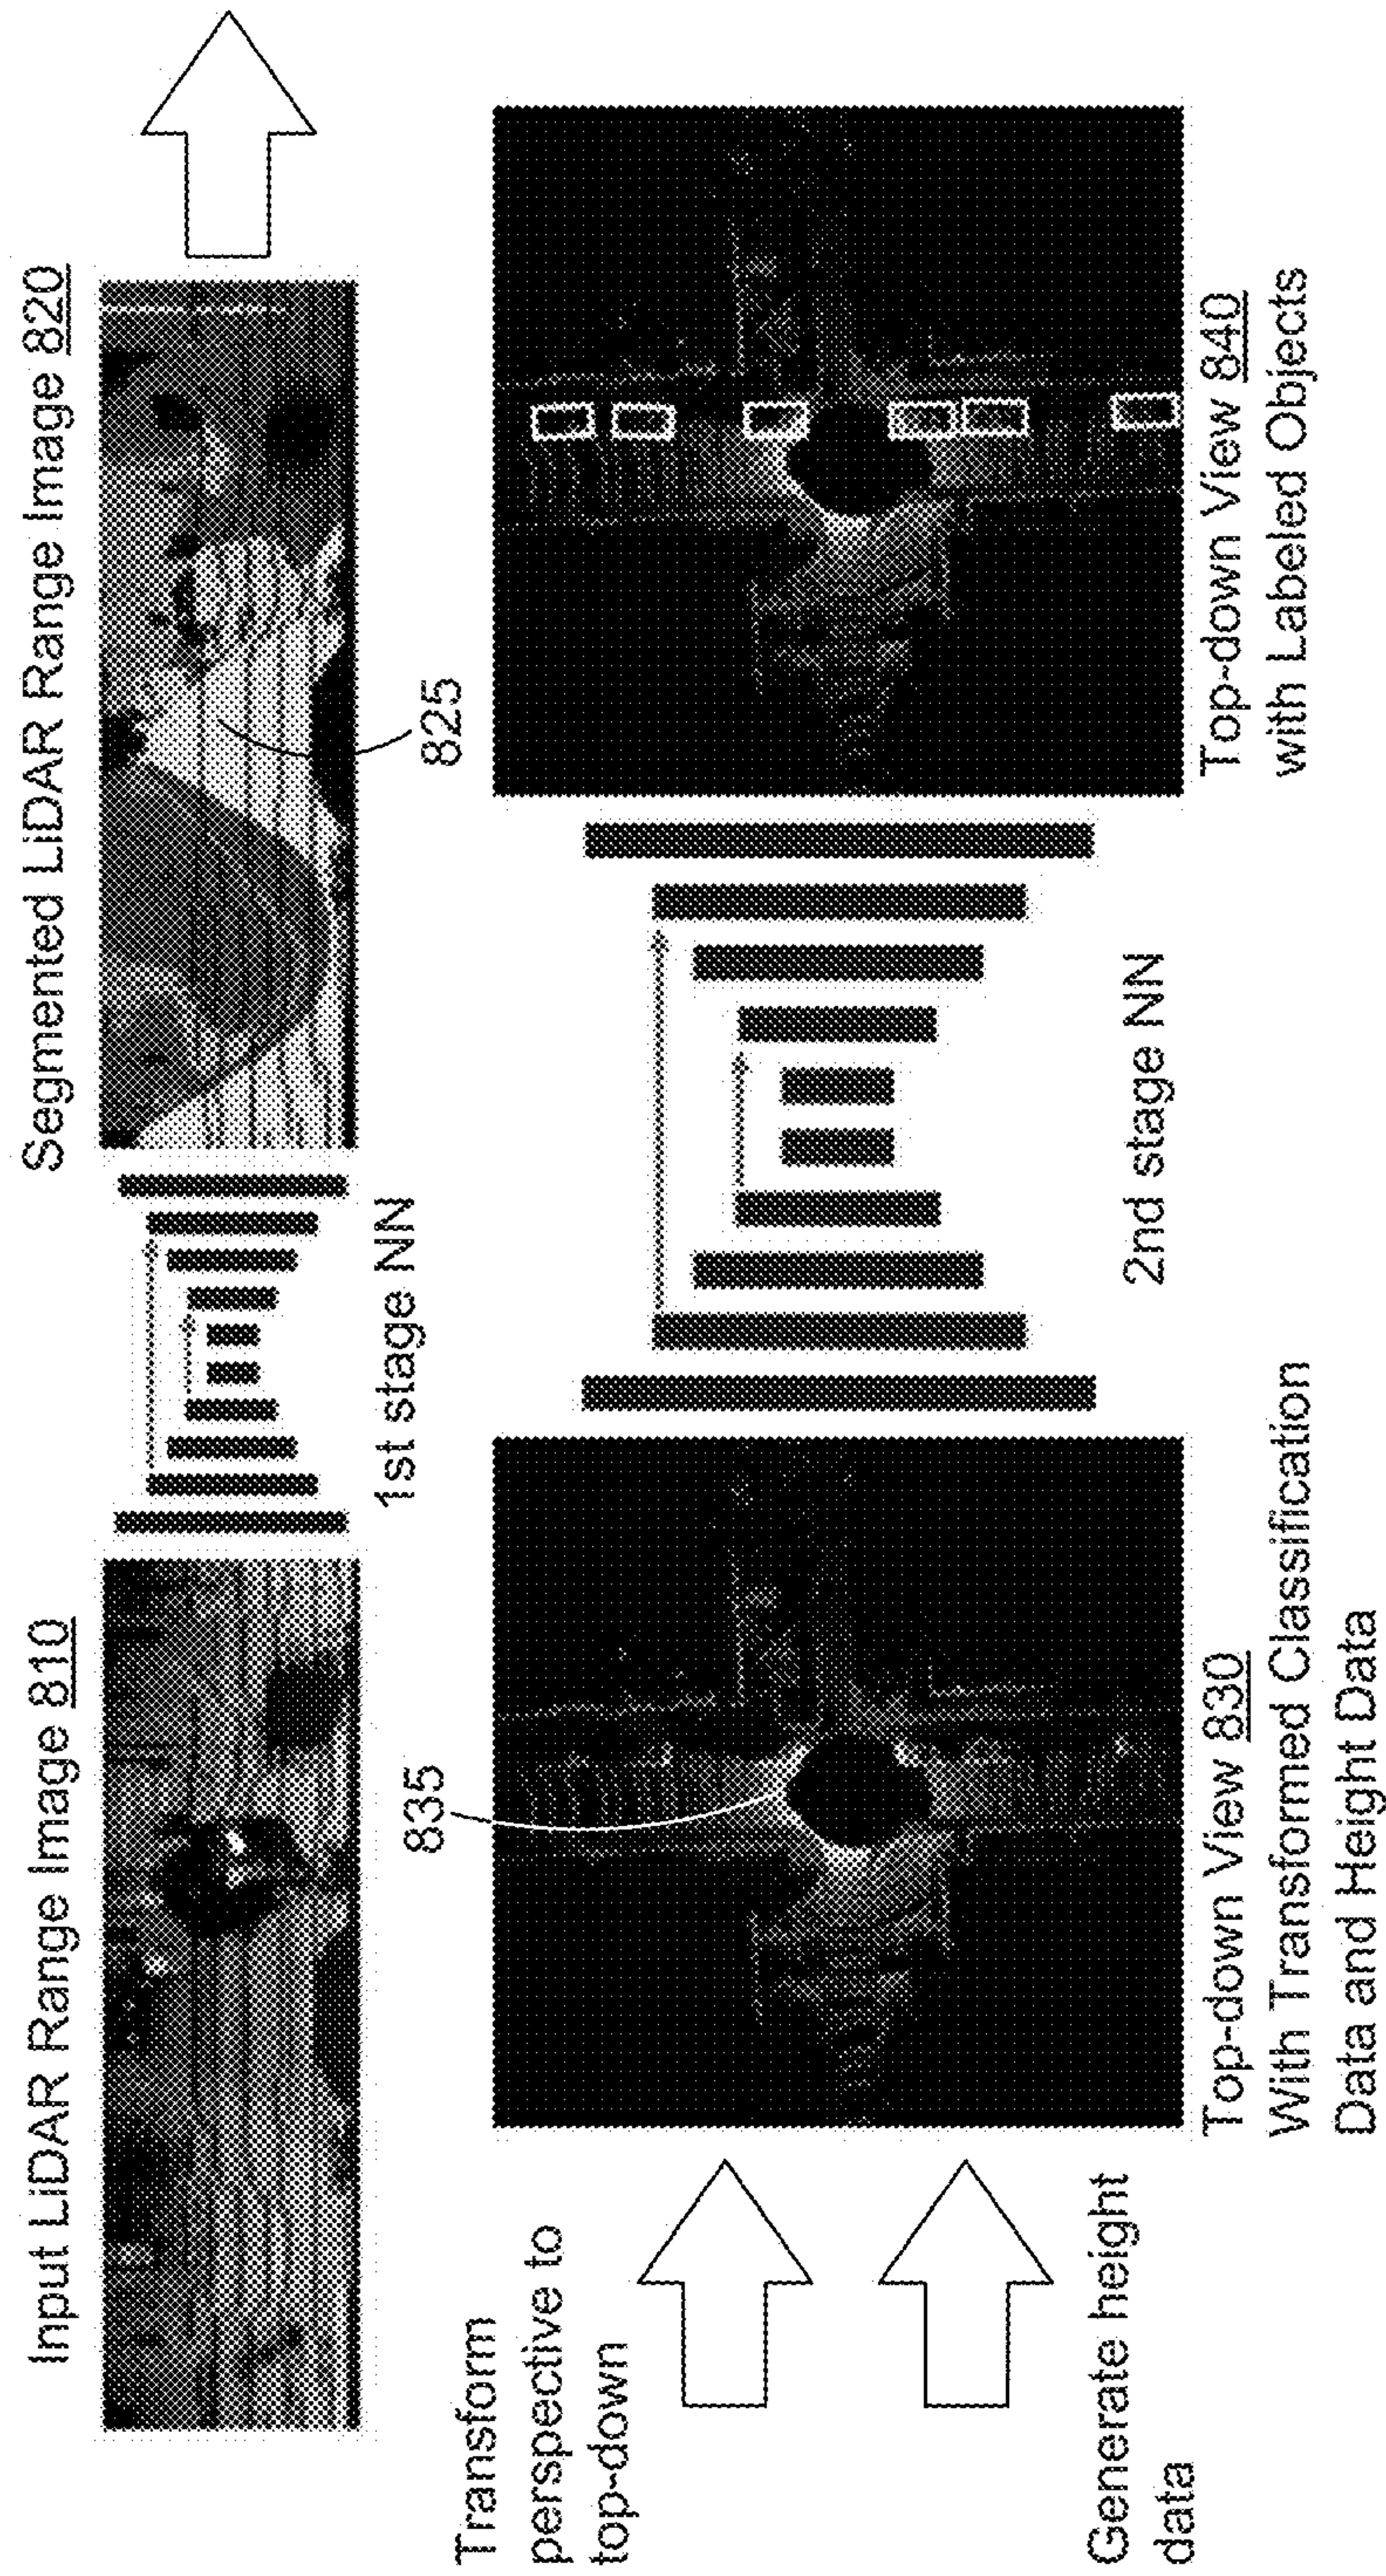 Input LiDAR Range Image 810
Segmented LiDAR Range Image 820
1st stage NN
825
Transform
perspective to
top-down
Generate height
data
835
Top-down View 830
With Transformed Classification
Data and Height Data
2nd stage NN
Top-down View 840
with Labeled Objects